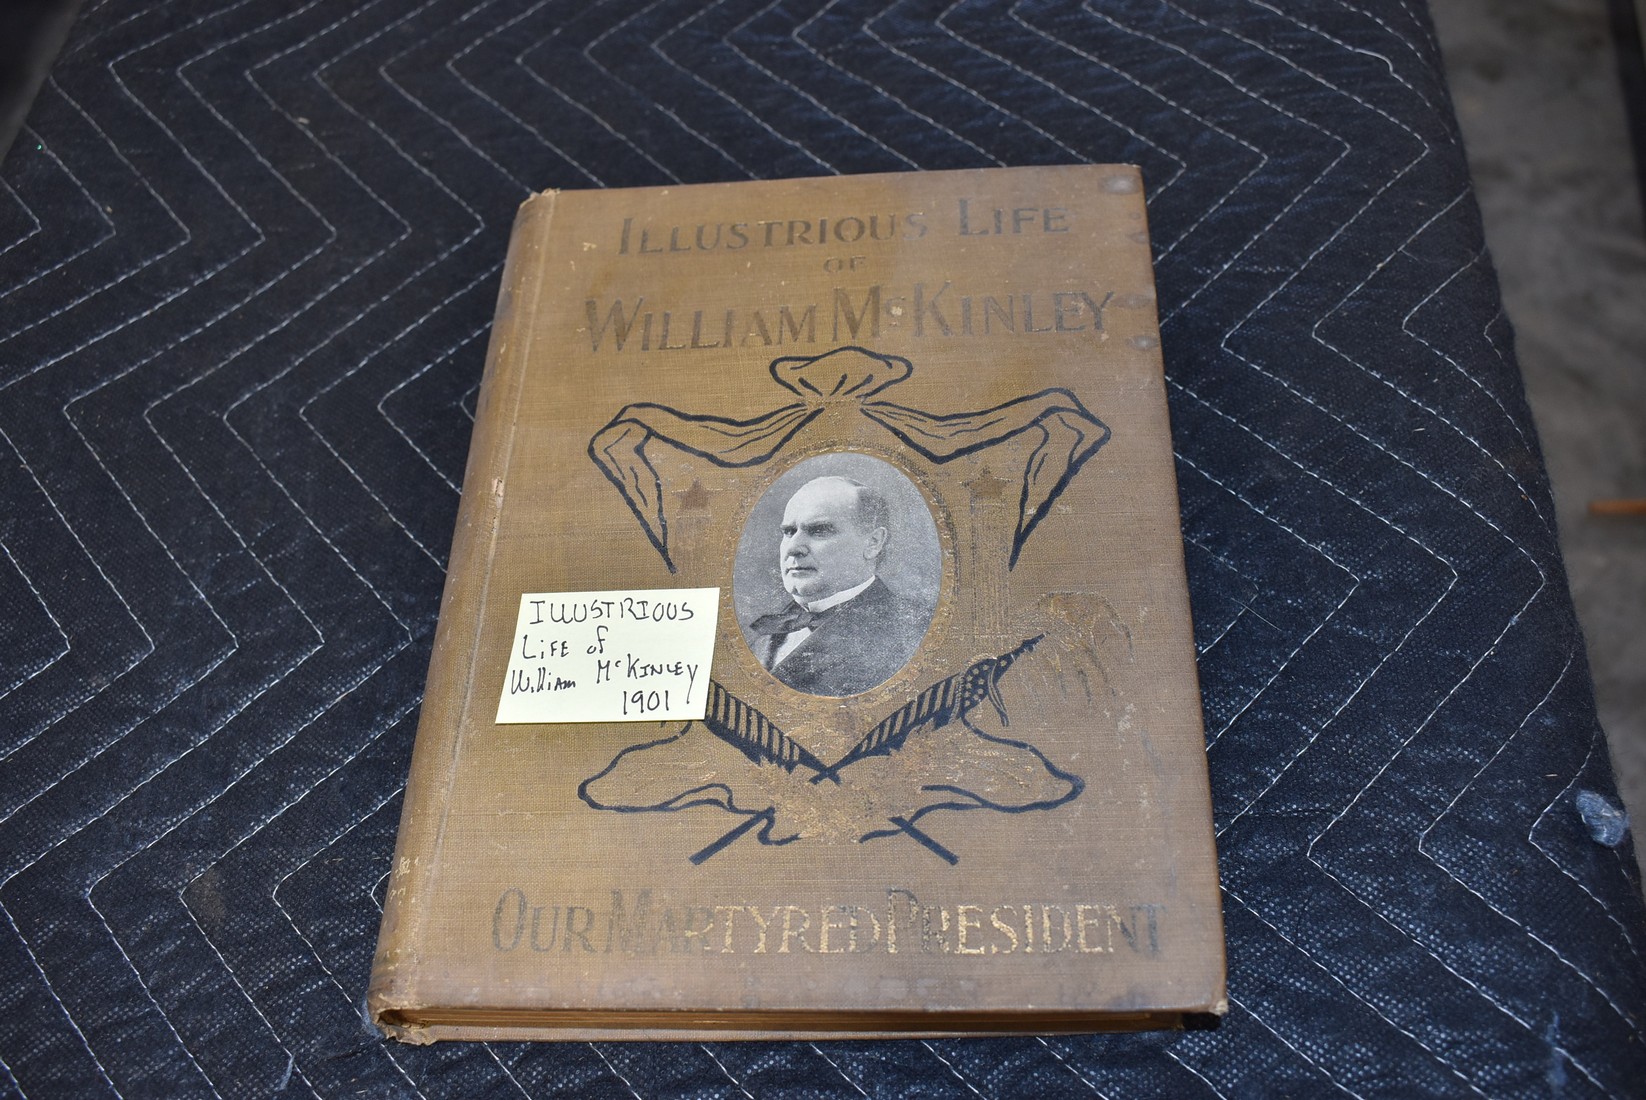 ILLUSTRIOUS LIFE
OF
WILLIAM McKINLEY
ILLUSTRIOUS
LiFE of
William McKINLEY
1901
OUR MARTYRED PRESIDENT